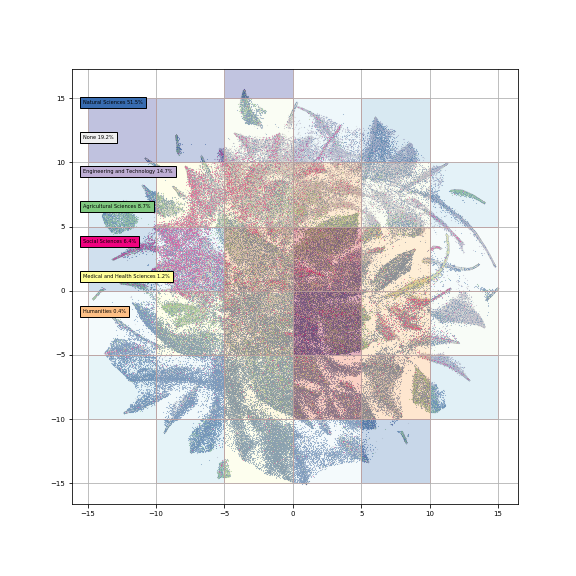 15
Natural Sciences 51.5%
None 19.2%
10
Engineering and Technology 14.7%
Agricultural Sciences 8.7%
5
Social Sciences 6.4%
Medical and Health Sciences 1.2%
0
Humanities 0.4%
−5
−10
−15
−15 −10 −5 0 5 10 15